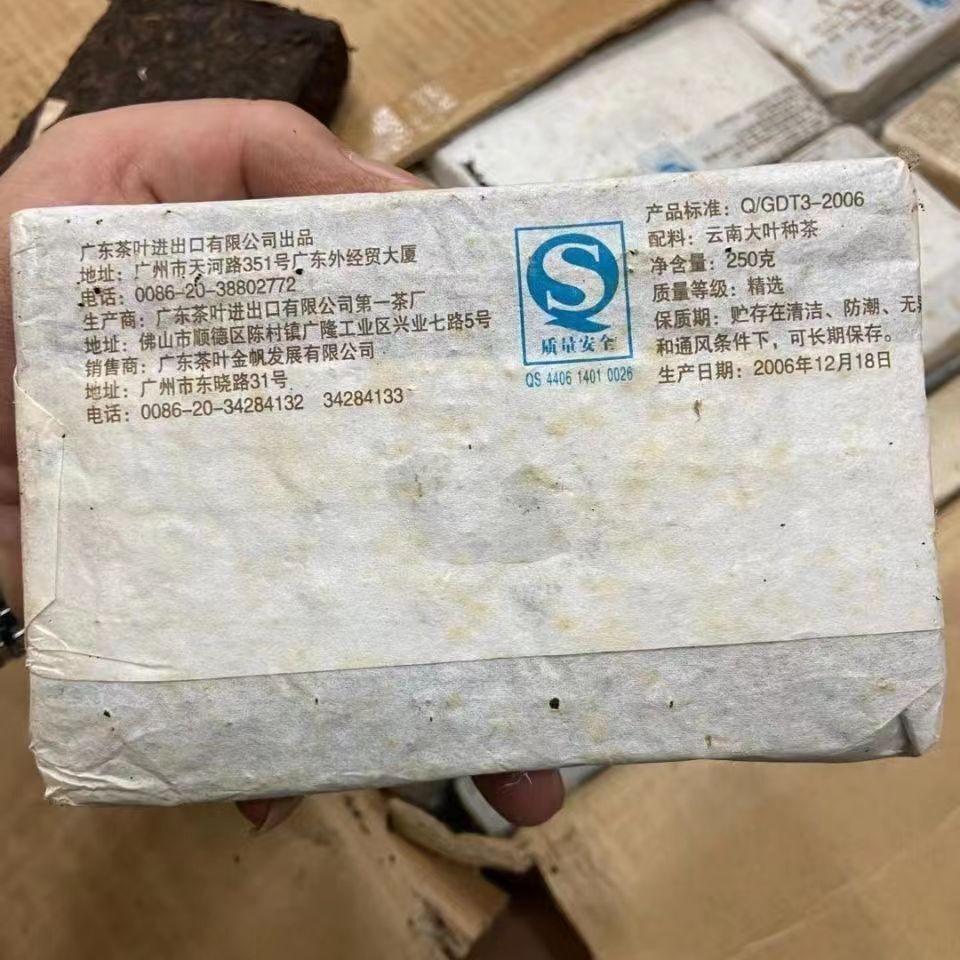 广东茶叶进出口有限公司出品
地址：广州市天河路351号广东外经贸大厦
电话：0086-20-38802772
生产商：广东茶叶进出口有限公司第一茶厂
地址：佛山市顺德区陈村镇广隆工业区兴业七路5号
销售商：广东茶叶金帆发展有限公司
地址：广州市东晓路31号
电话：0086-20-34284132 34284133
质量安全
QS 4406 1401 0026
产品标准：Q/GDT3-2006
配料：云南大叶种茶
净含量：250克
质量等级：精选
保质期：贮存在清洁、防潮、无
和通风条件下，可长期保存。
生产日期：2006年12月18日